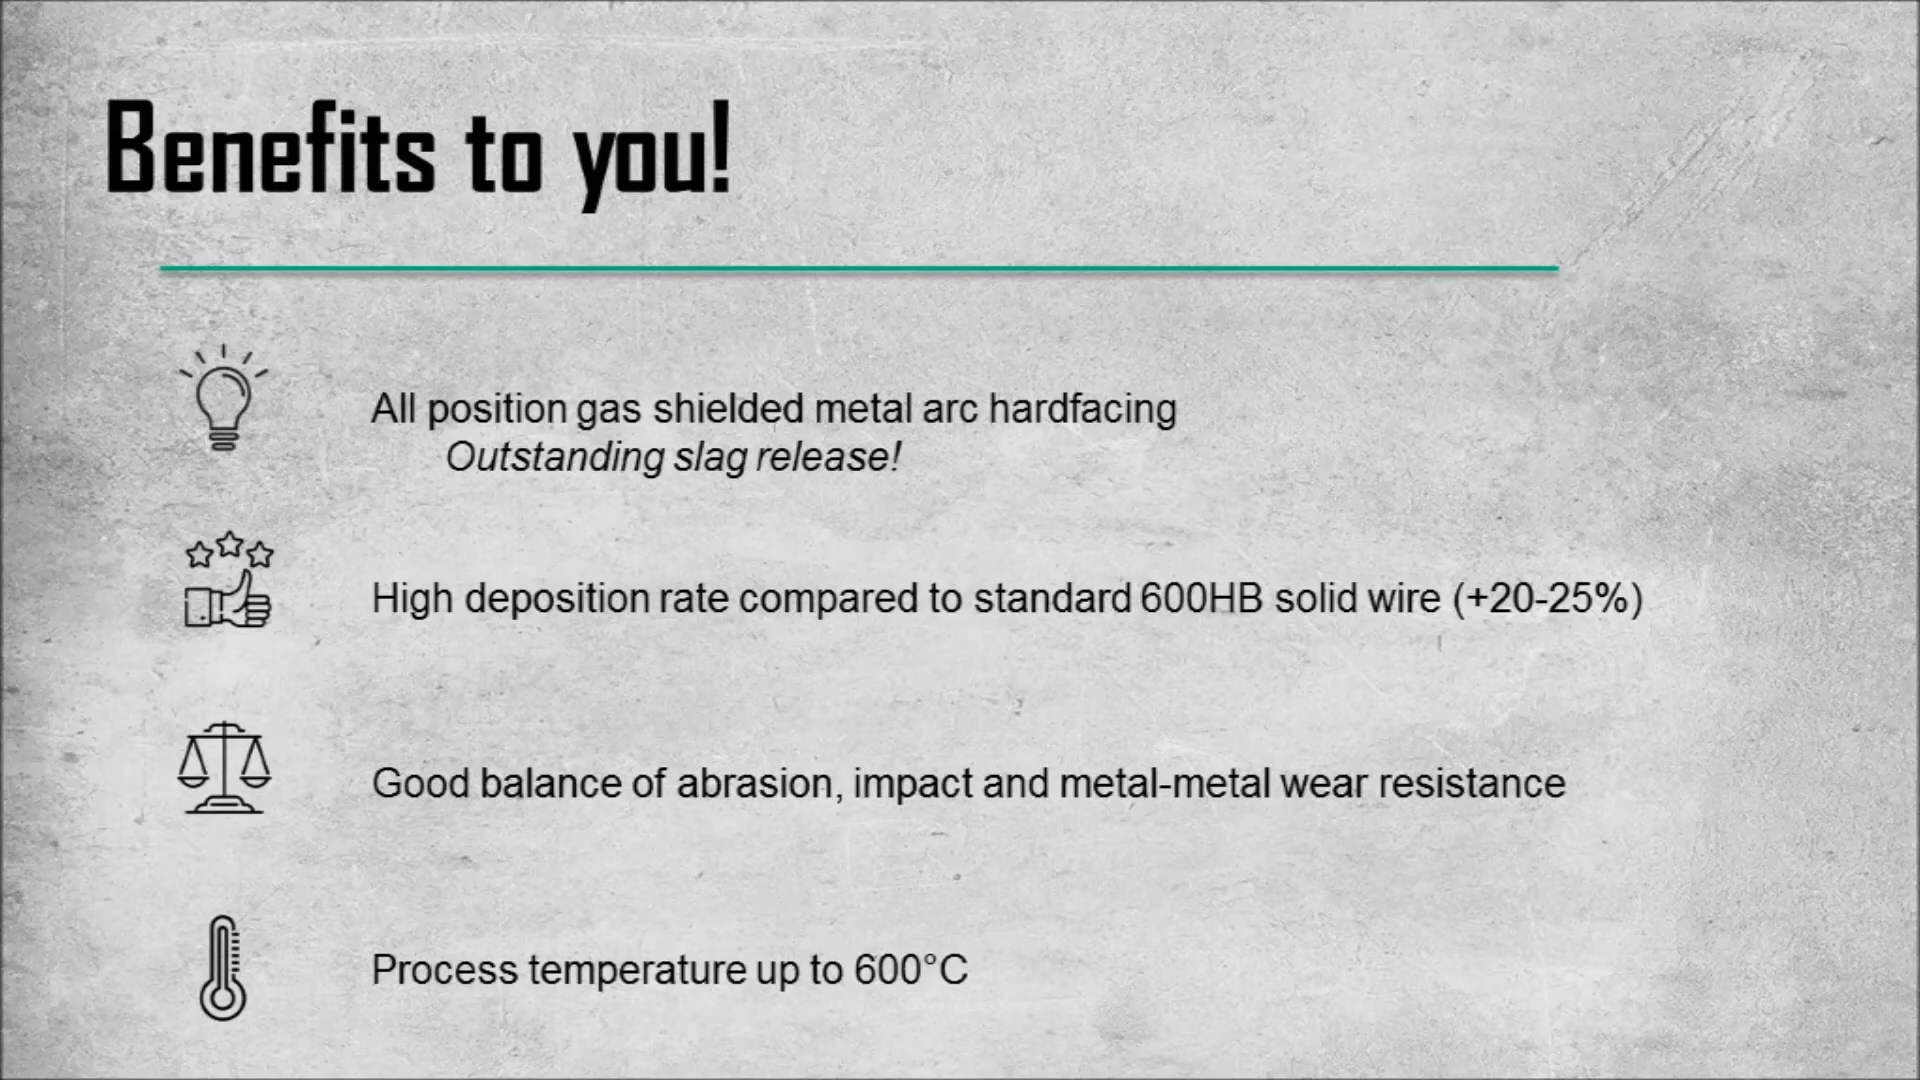 Benefits to you!
All position gas shielded metal arc hardfacing
Outstanding slag release!
High deposition rate compared to standard 600HB solid wire (+20-25%)
Good balance of abrasion, impact and metal-metal wear resistance
Process temperature up to 600°C